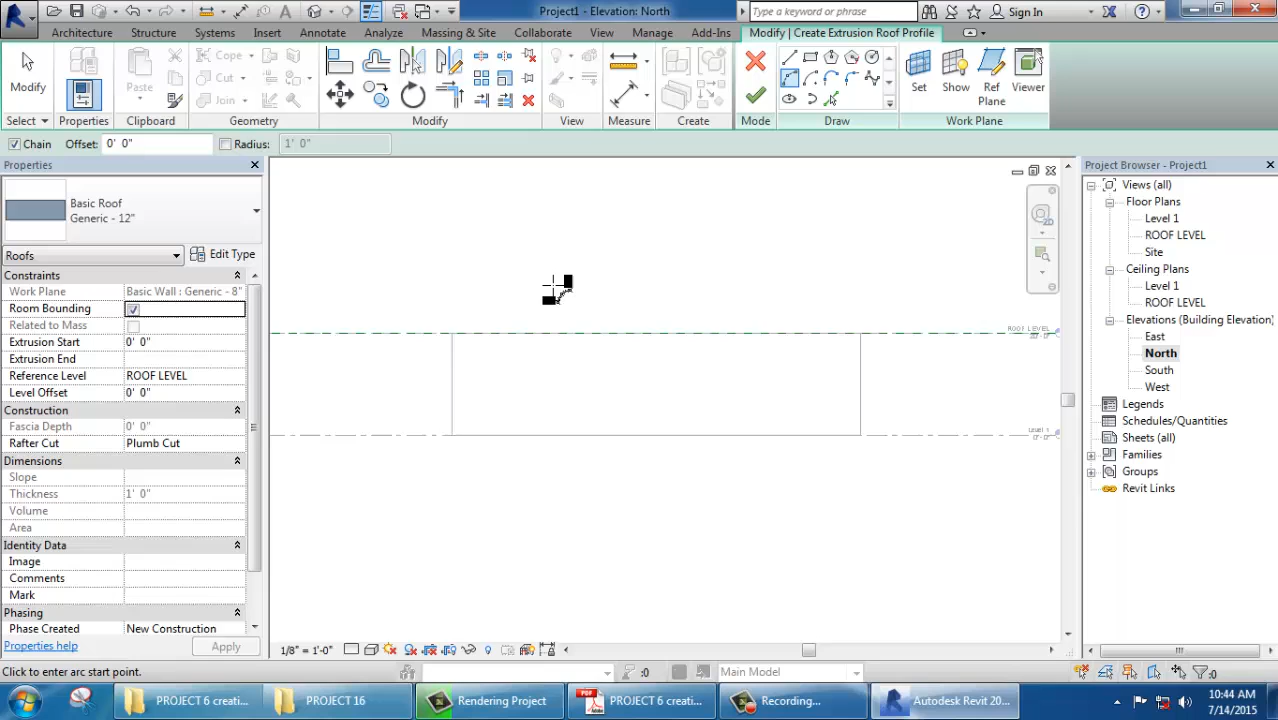 Project1 - Elevation: North
Type a keyword or phrase
Sign In
Architecture Structure Systems Insert Annotate Analyze Massing & Site Collaborate View Manage Add-Ins Modify | Create Extrusion Roof Profile
Modify
Properties
Paste
Cope
Cut
Join
Set Show Ref Plane Viewer
Select Properties Clipboard Geometry Modify View Measure Create Mode Draw Work Plane
Chain Offset: 0' 0" Radius: 1' 0"
Properties
Basic Roof
Generic - 12"
Roofs Edit Type
Constraints
Work Plane Basic Wall : Generic - 8"
Room Bounding
Related to Mass
Extrusion Start 0' 0"
Extrusion End
Reference Level ROOF LEVEL
Level Offset 0' 0"
Construction
Fascia Depth 0' 0"
Rafter Cut Plumb Cut
Dimensions
Slope
Thickness 1' 0"
Volume
Area
Identity Data
Image
Comments
Mark
Phasing
Phase Created New Construction
Properties help Apply
2D
ROOF LEVEL
Level 1
0' 0"
Project Browser - Project1
Views (all)
Floor Plans
Level 1
ROOF LEVEL
Site
Ceiling Plans
Level 1
ROOF LEVEL
Elevations (Building Elevation)
East
North
South
West
Legends
Schedules/Quantities
Sheets (all)
Families
Groups
Revit Links
1/8" = 1'-0"
Click to enter arc start point.
:0
Main Model
:0
PROJECT 6 creati...
PROJECT 16
Rendering Project
PROJECT 6 creati...
Recording...
Autodesk Revit 20...
10:44 AM
7/14/2015